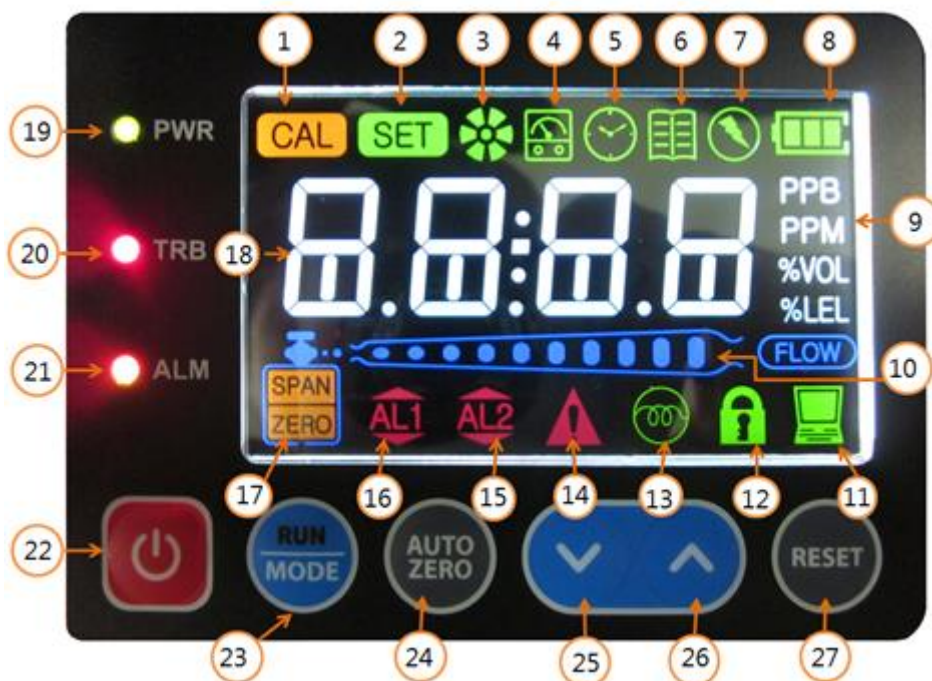 1 2 3 4 5 6 7 8
19 PWR CAL SET
PPB
PPM 9
20 TRB 18 8.8:8.8 %VOL
%LEL
21 ALM FLOW 10
SPAN
ZERO AL1 AL2
17 16 15 14 13 12 11
22 RUN
MODE AUTO
ZERO RESET
23 24 25 26 27